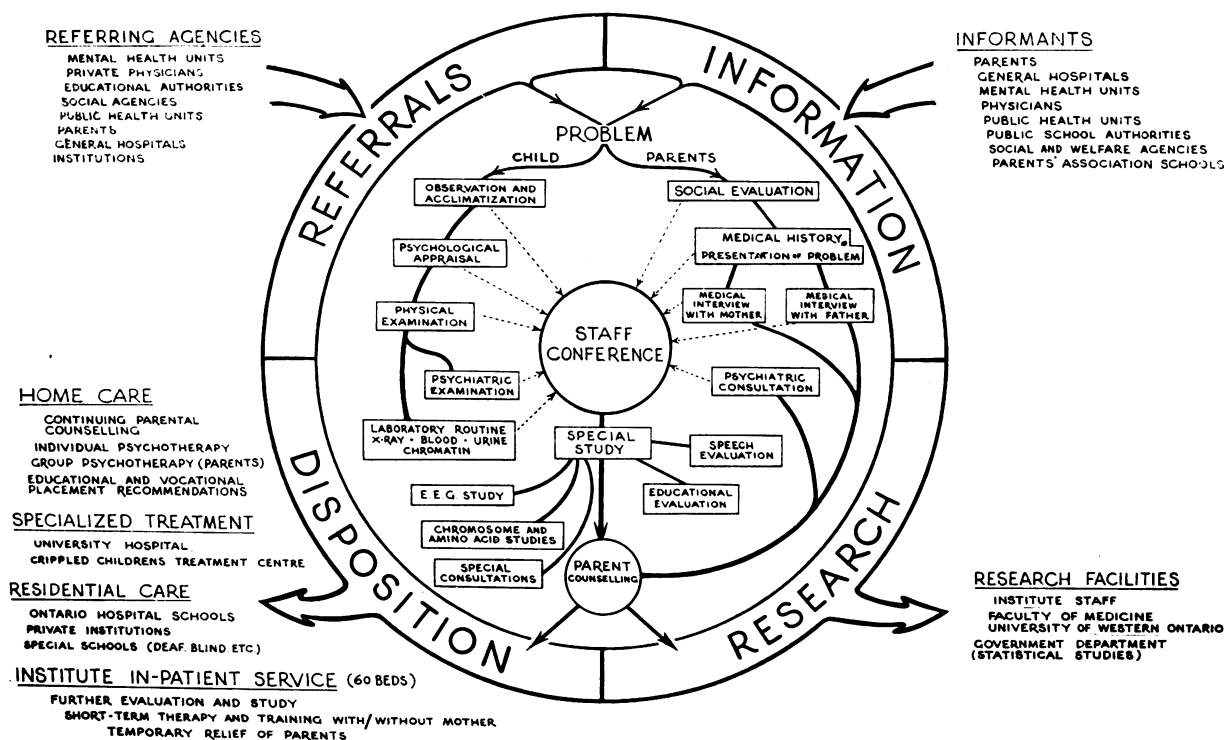 REFERRING AGENCIES
MENTAL HEALTH UNITS
PRIVATE PHYSICIANS
EDUCATIONAL AUTHORITIES
SOCIAL AGENCIES
PUBLIC HEALTH UNITS
PARENTS
GENERAL HOSPITALS
INSTITUTIONS
REFERRALS
INFORMATION
INFORMANTS
PARENTS
GENERAL HOSPITALS
MENTAL HEALTH UNITS
PHYSICIANS
PUBLIC HEALTH UNITS
PUBLIC SCHOOL AUTHORITIES
SOCIAL AND WELFARE AGENCIES
PARENTS' ASSOCIATION SCHOOLS
PROBLEM
CHILD
PARENTS
OBSERVATION AND
ACCLIMATIZATION
SOCIAL EVALUATION
PSYCHOLOGICAL
APPRAISAL
MEDICAL HISTORY
PRESENTATION OF PROBLEM
PHYSICAL
EXAMINATION
MEDICAL
INTERVIEW
WITH MOTHER
MEDICAL
INTERVIEW
WITH FATHER
STAFF
CONFERENCE
PSYCHIATRIC
EXAMINATION
PSYCHIATRIC
CONSULTATION
LABORATORY ROUTINE
X-RAY · BLOOD · URINE
CHROMATIN
SPECIAL
STUDY
SPEECH
EVALUATION
E.E.G. STUDY
EDUCATIONAL
EVALUATION
CHROMOSOME AND
AMINO ACID STUDIES
SPECIAL
CONSULTATIONS
PARENT
COUNSELLING
DISPOSITION
RESEARCH
HOME CARE
CONTINUING PARENTAL
COUNSELLING
INDIVIDUAL PSYCHOTHERAPY
GROUP PSYCHOTHERAPY (PARENTS)
EDUCATIONAL AND VOCATIONAL
PLACEMENT RECOMMENDATIONS
SPECIALIZED TREATMENT
UNIVERSITY HOSPITAL
CRIPPLED CHILDRENS TREATMENT CENTRE
RESIDENTIAL CARE
ONTARIO HOSPITAL SCHOOLS
PRIVATE INSTITUTIONS
SPECIAL SCHOOLS (DEAF. BLIND. ETC.)
INSTITUTE IN-PATIENT SERVICE (60 BEDS)
FURTHER EVALUATION AND STUDY
SHORT-TERM THERAPY AND TRAINING WITH/WITHOUT MOTHER
TEMPORARY RELIEF OF PARENTS
RESEARCH FACILITIES
INSTITUTE STAFF
FACULTY OF MEDICINE
UNIVERSITY OF WESTERN ONTARIO
GOVERNMENT DEPARTMENT
(STATISTICAL STUDIES)